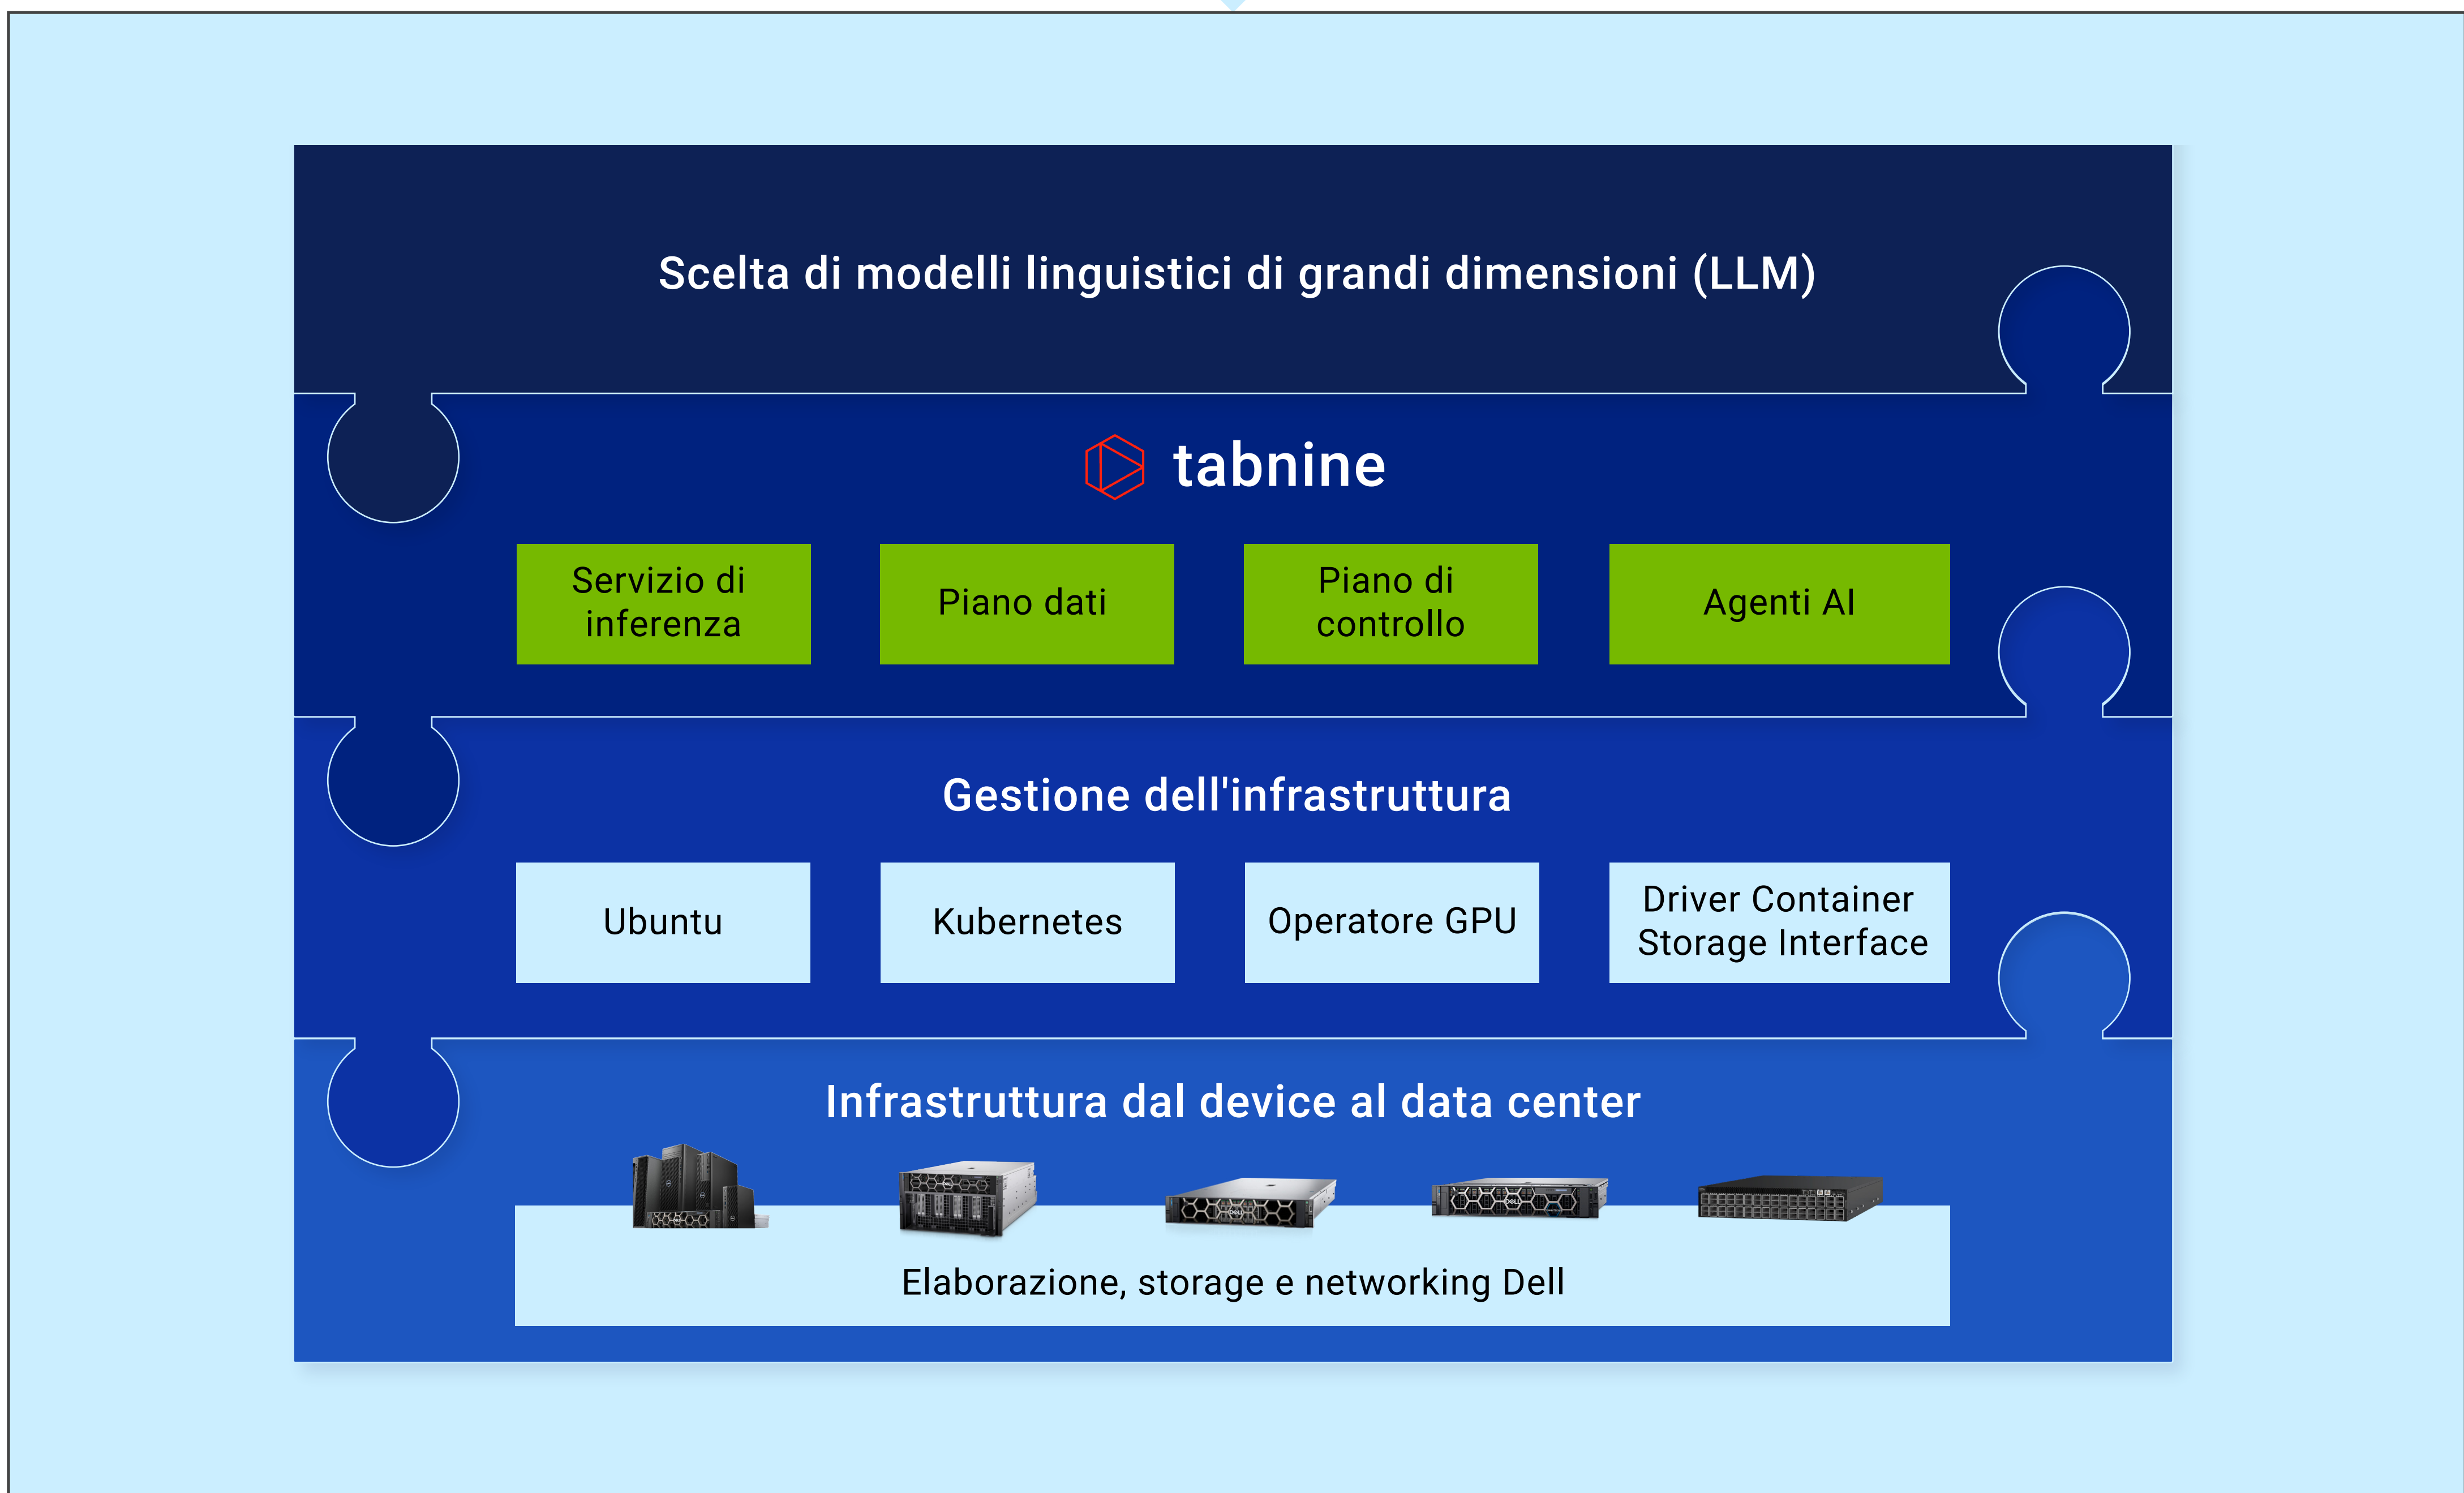 Scelta di modelli linguistici di grandi dimensioni (LLM)
tabnine
Servizio di
inferenza
Piano dati
Piano di
controllo
Agenti AI
Gestione dell'infrastruttura
Ubuntu
Kubernetes
Operatore GPU
Driver Container
Storage Interface
Infrastruttura dal device al data center
Elaborazione, storage e networking Dell